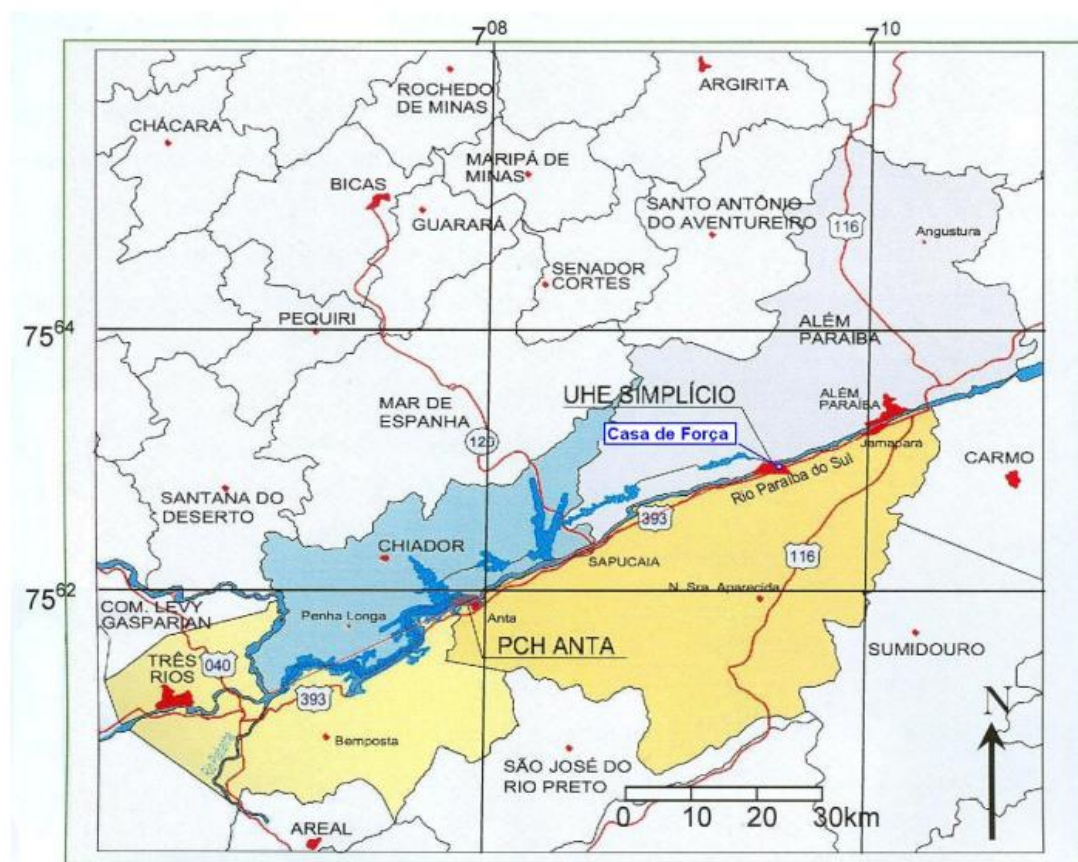 7⁰⁸
7¹⁰
ROCHEDO
DE MINAS
ARGIRITA
CHÁCARA
MARIPÁ DE
MINAS
BICAS
GUARARÁ
SANTO ANTÔNIO
DO AVENTUREIRO
116
Angustura
SENADOR
CORTES
PEQUIRI
75⁶⁴
ALÉM
PARAÍBA
MAR DE
ESPANHA
UHE SIMPLÍCIO
ALÉM
PARAÍBA
Casa de Força
126
Jamapará
Rio Paraíba do Sul
CARMO
SANTANA DO
DESERTO
393
CHIADOR
SAPUCAIA
116
75⁶²
N. Sra. Aparecida
COM. LEVY
GASPARIAN
Penha Longa
Anta
PCH ANTA
SUMIDOURO
TRÊS
RIOS
040
393
Bemposta
N
SÃO JOSÉ DO
RIO PRETO
AREAL
0 10 20 30km